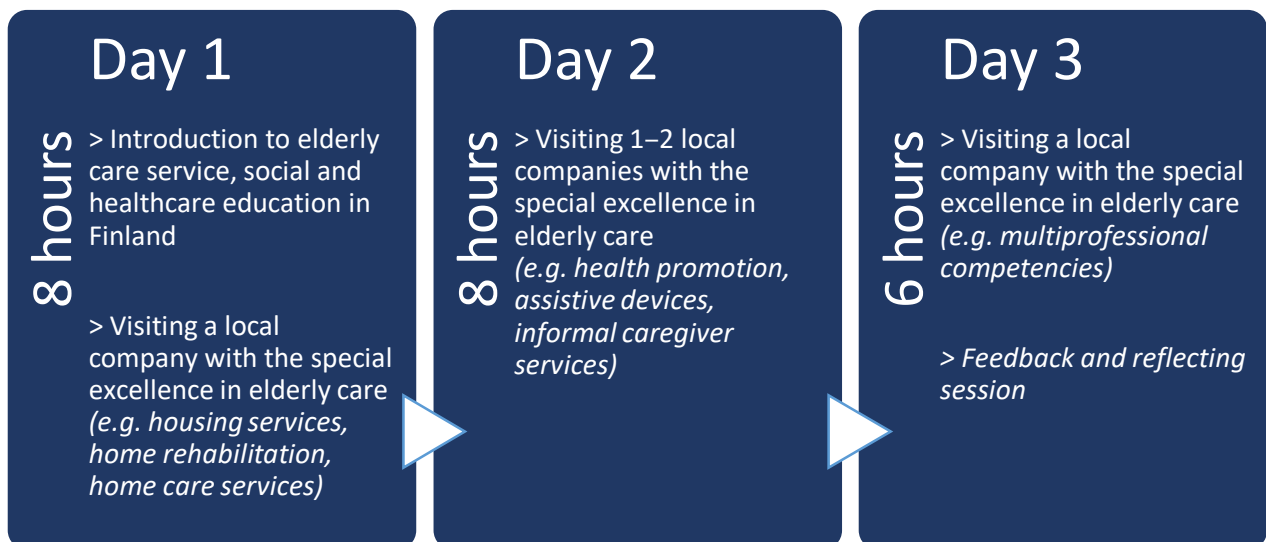 Day 1
8 hours
> Introduction to elderly
care service, social and
healthcare education in
Finland
> Visiting a local
company with the special
excellence in elderly care
(e.g. housing services,
home rehabilitation,
home care services)
Day 2
8 hours
> Visiting 1–2 local
companies with the
special excellence in
elderly care
(e.g. health promotion,
assistive devices,
informal caregiver
services)
Day 3
6 hours
> Visiting a local
company with the special
excellence in elderly care
(e.g. multiprofessional
competencies)
> Feedback and reflecting
session